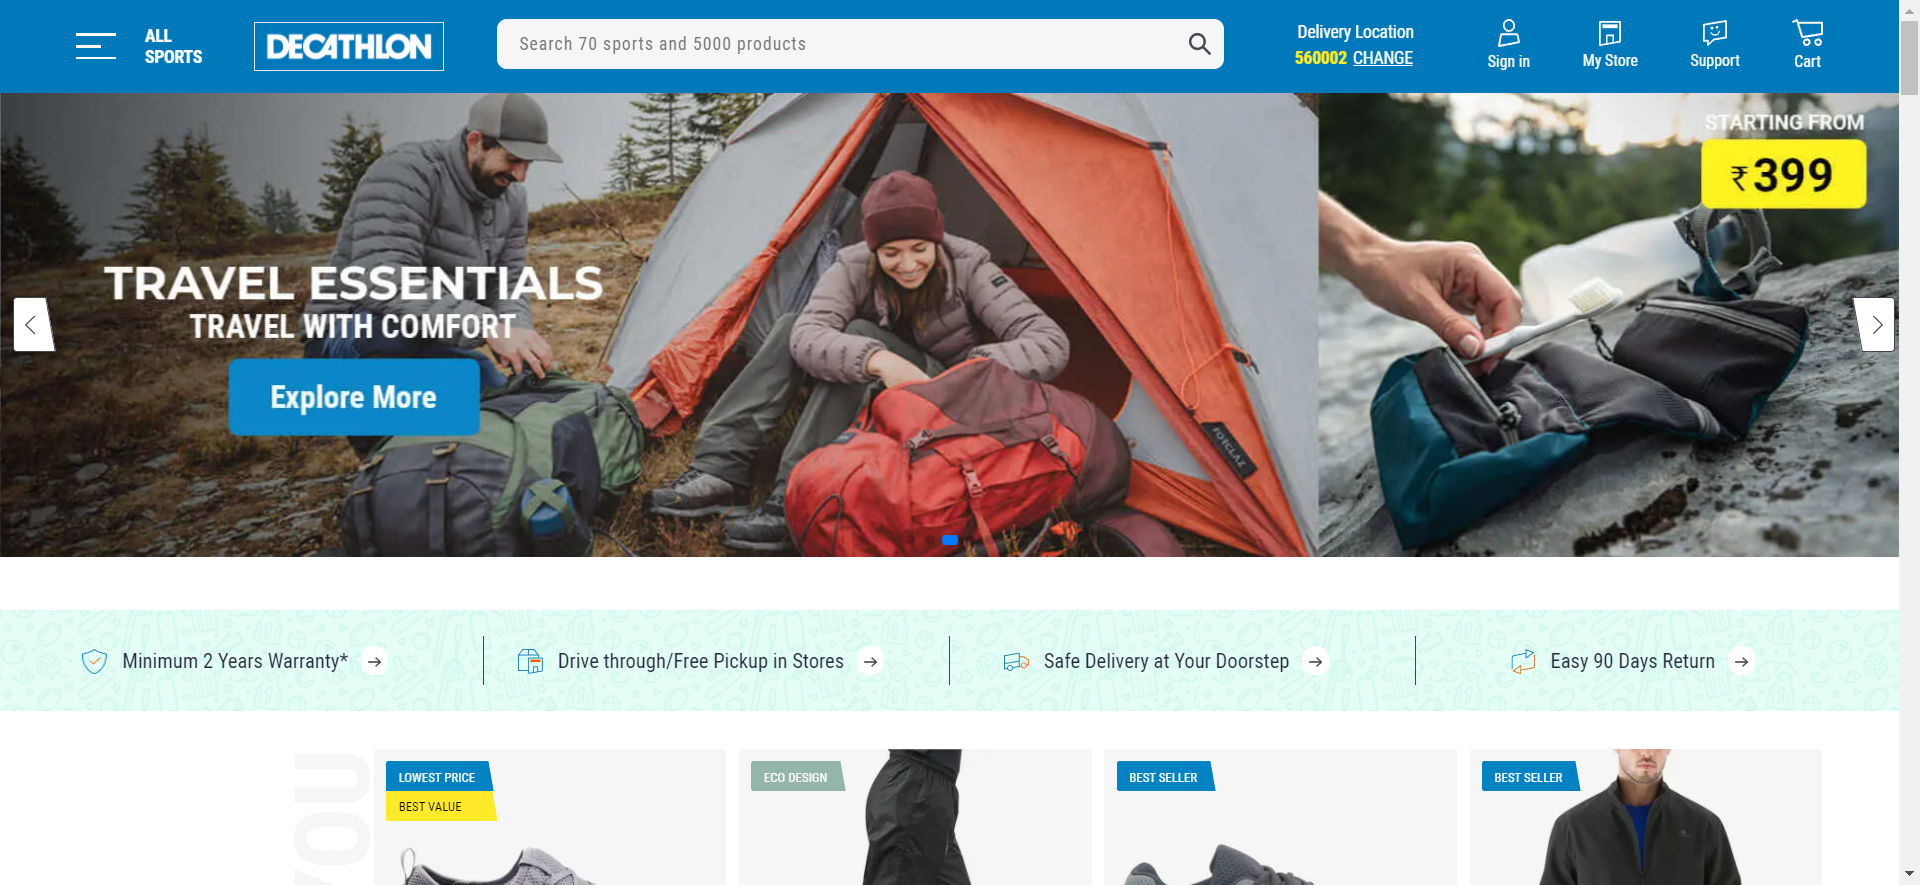 ALL
SPORTS
DECATHLON
Search 70 sports and 5000 products
Delivery Location
560002 CHANGE
Sign in
My Store
Support
Cart
STARTING FROM
₹399
TRAVEL ESSENTIALS
TRAVEL WITH COMFORT
Explore More
FORCLAZ
Minimum 2 Years Warranty*
Drive through/Free Pickup in Stores
Safe Delivery at Your Doorstep
Easy 90 Days Return
YOU
LOWEST PRICE
BEST VALUE
ECO DESIGN
BEST SELLER
BEST SELLER